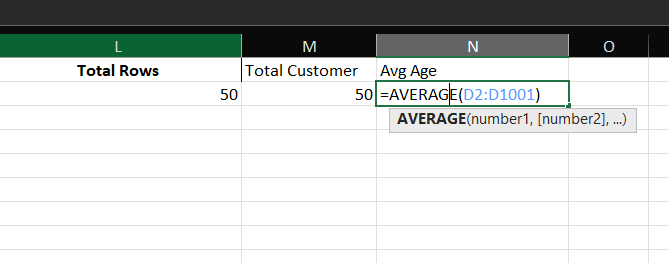 L M N O
Total Rows Total Customer Avg Age
50 50 =AVERAGE(D2:D1001)
AVERAGE(number1, [number2], ...)